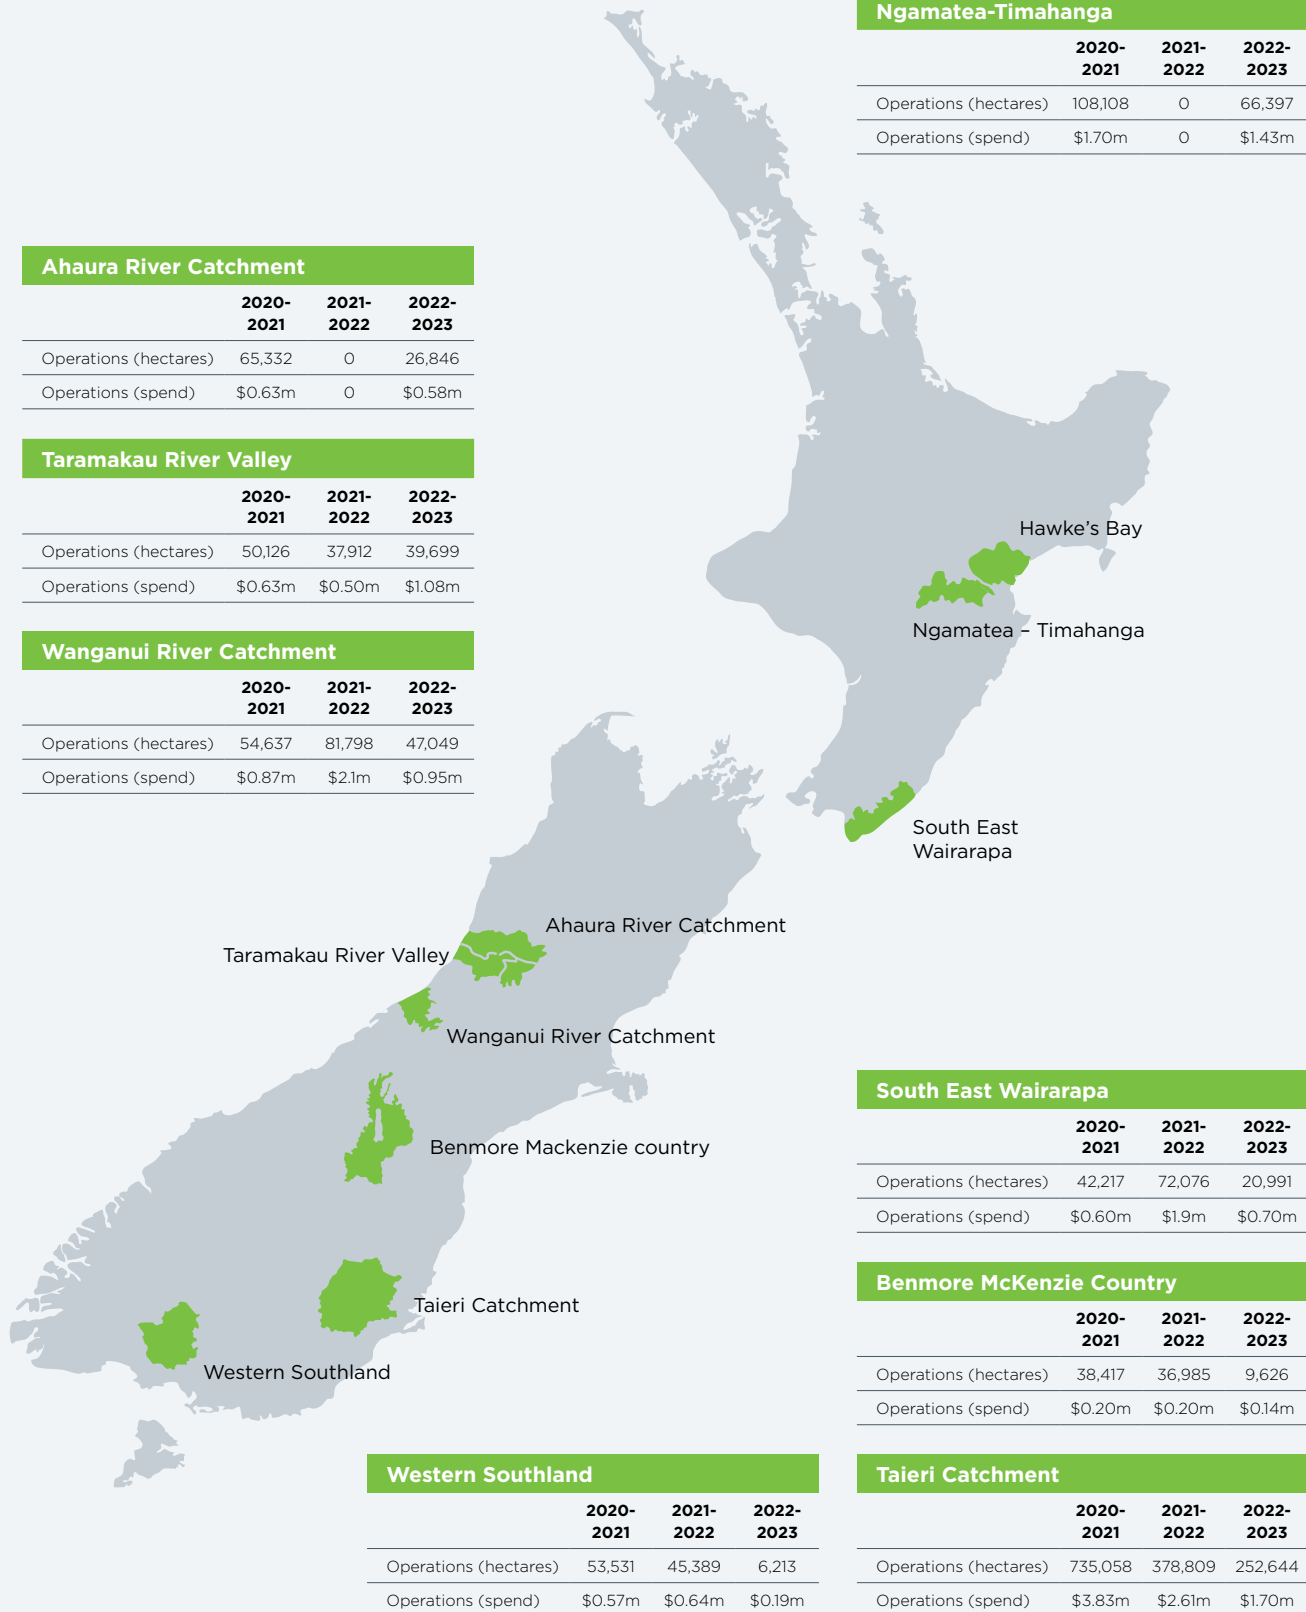 Ngamatea-Timahanga
2020- 2021- 2022-
2021 2022 2023
Operations (hectares) 108,108 0 66,397
Operations (spend) $1.70m 0 $1.43m
Ahaura River Catchment
2020- 2021- 2022-
2021 2022 2023
Operations (hectares) 65,332 0 26,846
Operations (spend) $0.63m 0 $0.58m
Taramakau River Valley
2020- 2021- 2022-
2021 2022 2023
Operations (hectares) 50,126 37,912 39,699
Operations (spend) $0.63m $0.50m $1.08m
Wanganui River Catchment
2020- 2021- 2022-
2021 2022 2023
Operations (hectares) 54,637 81,798 47,049
Operations (spend) $0.87m $2.1m $0.95m
Hawke’s Bay
Ngamatea – Timahanga
South East
Wairarapa
Ahaura River Catchment
Taramakau River Valley
Wanganui River Catchment
Benmore Mackenzie country
Taieri Catchment
Western Southland
South East Wairarapa
2020- 2021- 2022-
2021 2022 2023
Operations (hectares) 42,217 72,076 20,991
Operations (spend) $0.60m $1.9m $0.70m
Benmore McKenzie Country
2020- 2021- 2022-
2021 2022 2023
Operations (hectares) 38,417 36,985 9,626
Operations (spend) $0.20m $0.20m $0.14m
Western Southland
2020- 2021- 2022-
2021 2022 2023
Operations (hectares) 53,531 45,389 6,213
Operations (spend) $0.57m $0.64m $0.19m
Taieri Catchment
2020- 2021- 2022-
2021 2022 2023
Operations (hectares) 735,058 378,809 252,644
Operations (spend) $3.83m $2.61m $1.70m